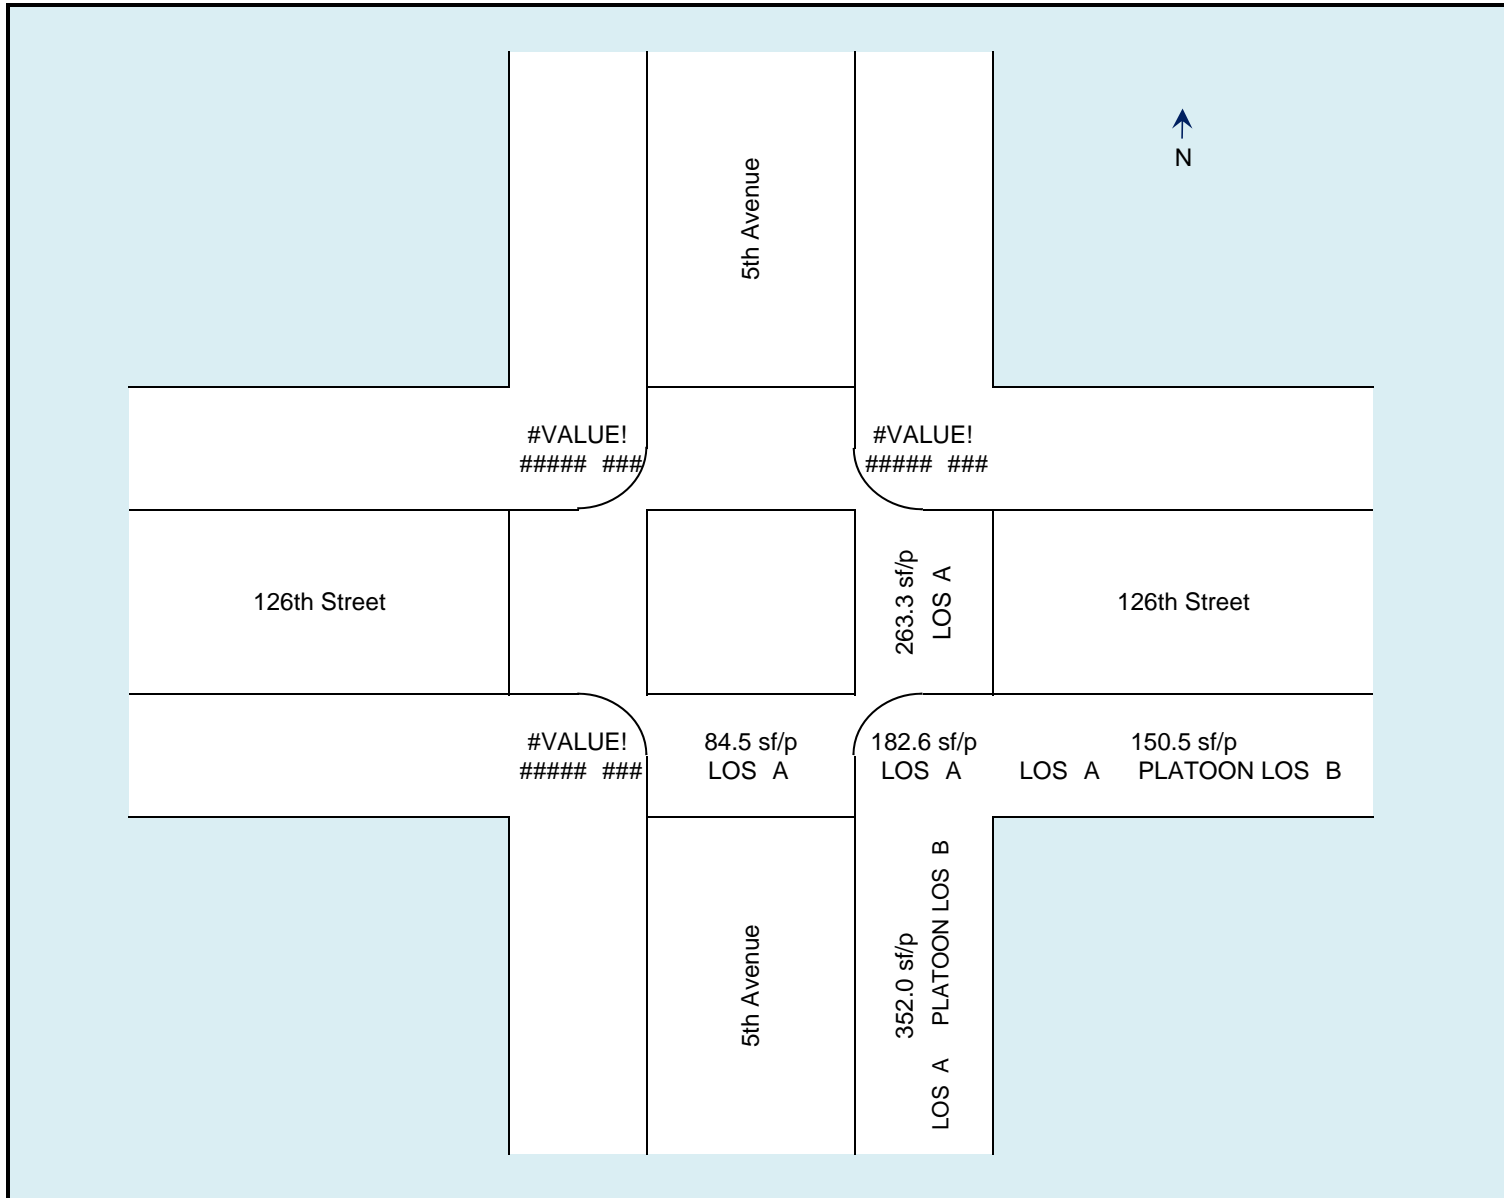 N
5th Avenue
#VALUE!
##### ###
#VALUE!
##### ###
126th Street
263.3 sf/p
LOS A
126th Street
#VALUE!
##### ###
84.5 sf/p
LOS A
182.6 sf/p
LOS A
150.5 sf/p
LOS A PLATOON LOS B
5th Avenue
352.0 sf/p
LOS A PLATOON LOS B